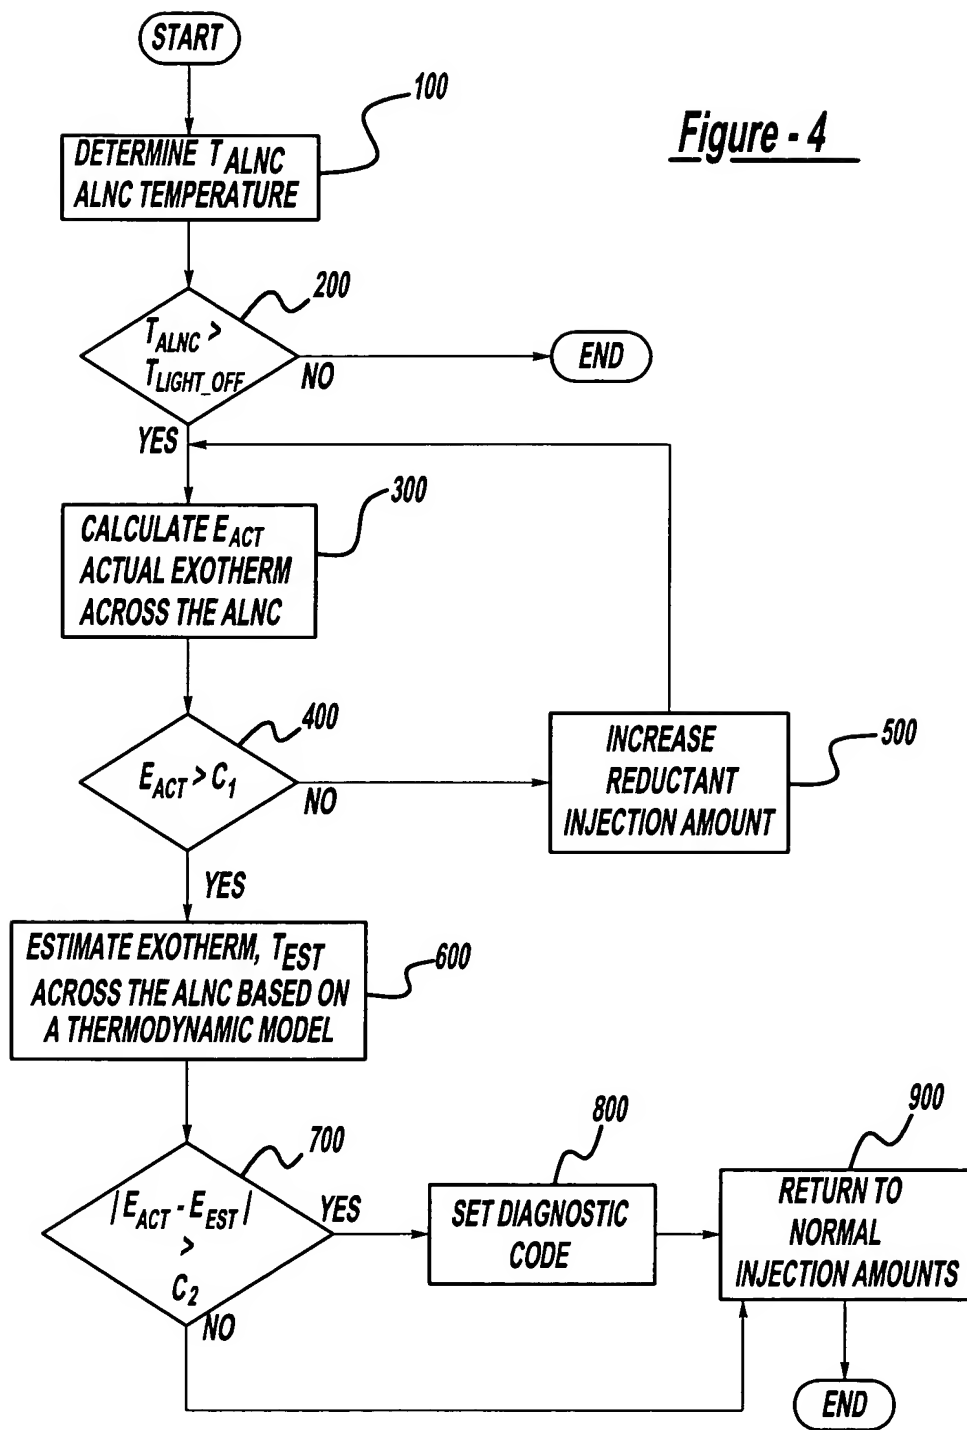 START
100
Figure - 4
DETERMINE T ALNC
ALNC TEMPERATURE
200
T ALNC >
T LIGHT_OFF
NO
END
YES
300
CALCULATE E ACT
ACTUAL EXOTHERM
ACROSS THE ALNC
400
E ACT > C 1
NO
INCREASE
REDUCTANT
INJECTION AMOUNT
500
YES
ESTIMATE EXOTHERM, T EST
ACROSS THE ALNC BASED ON
A THERMODYNAMIC MODEL
600
700
| E ACT - E EST |
>
C 2
YES
NO
800
SET DIAGNOSTIC
CODE
900
RETURN TO
NORMAL
INJECTION AMOUNTS
END